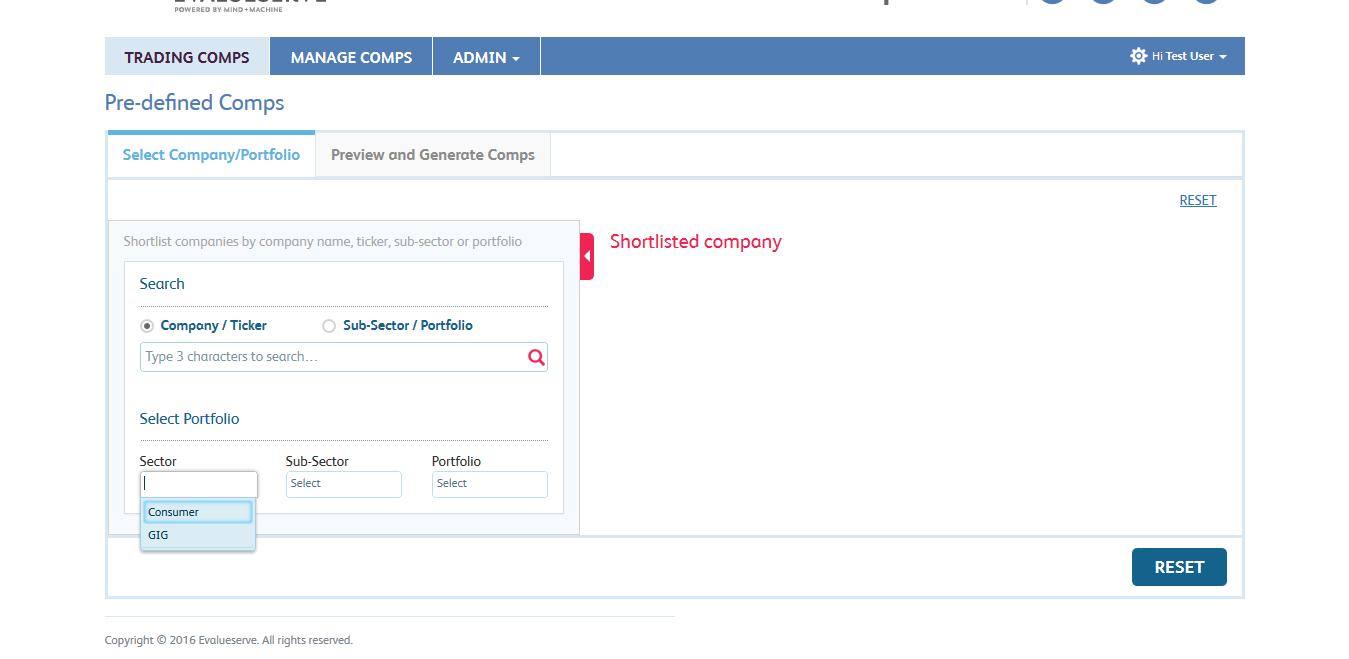 POWERED BY MIND+MACHINE
TRADING COMPS MANAGE COMPS ADMIN Hi Test User
Pre-defined Comps
Select Company/Portfolio Preview and Generate Comps
RESET
Shortlist companies by company name, ticker, sub-sector or portfolio
Shortlisted company
Search
Company / Ticker Sub-Sector / Portfolio
Type 3 characters to search...
Select Portfolio
Sector Sub-Sector Portfolio
Select Select
Consumer
GIG
RESET
Copyright © 2016 Evalueserve. All rights reserved.